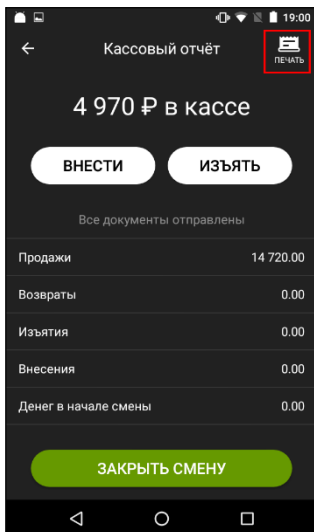 19:00
Кассовый отчёт
ПЕЧАТЬ
4 970 ₽ в кассе
ВНЕСТИ ИЗЪЯТЬ
Все документы отправлены
Продажи 14 720.00
Возвраты 0.00
Изъятия 0.00
Внесения 0.00
Денег в начале смены 0.00
ЗАКРЫТЬ СМЕНУ